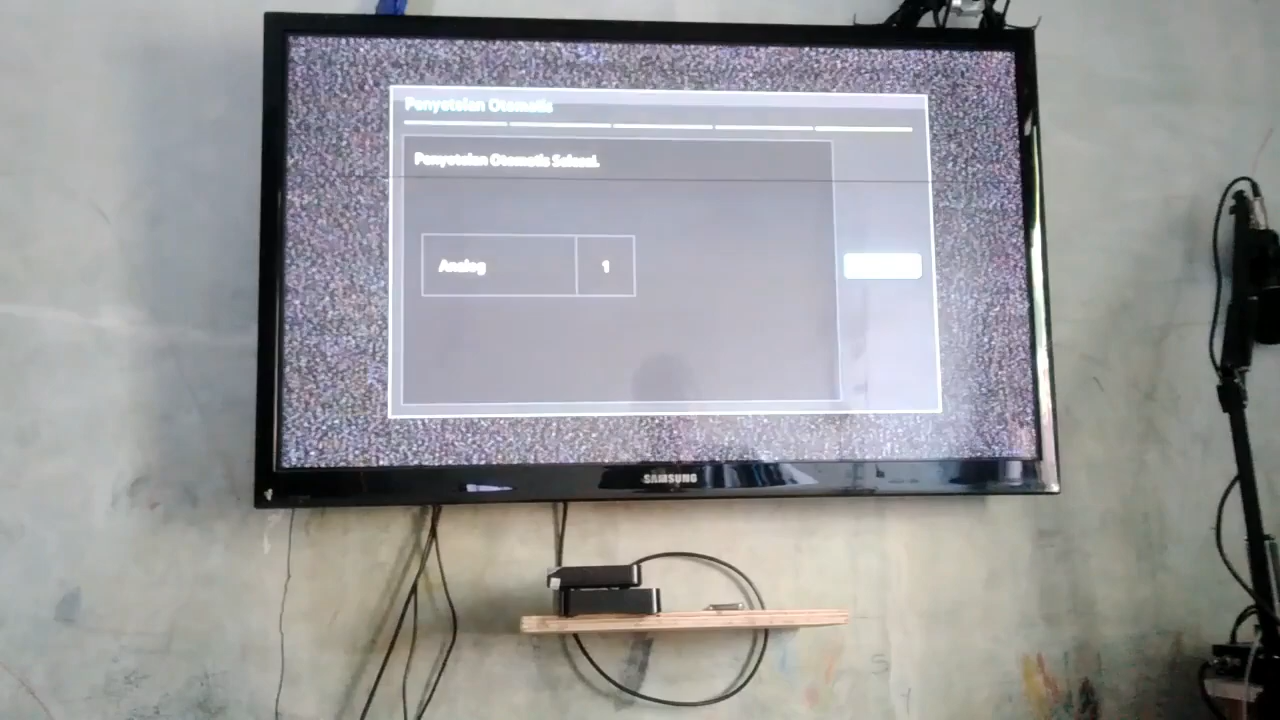 Penyetelan Otomatis
Penyetelan Otomatis Selesai.
Analog 1
SAMSUNG